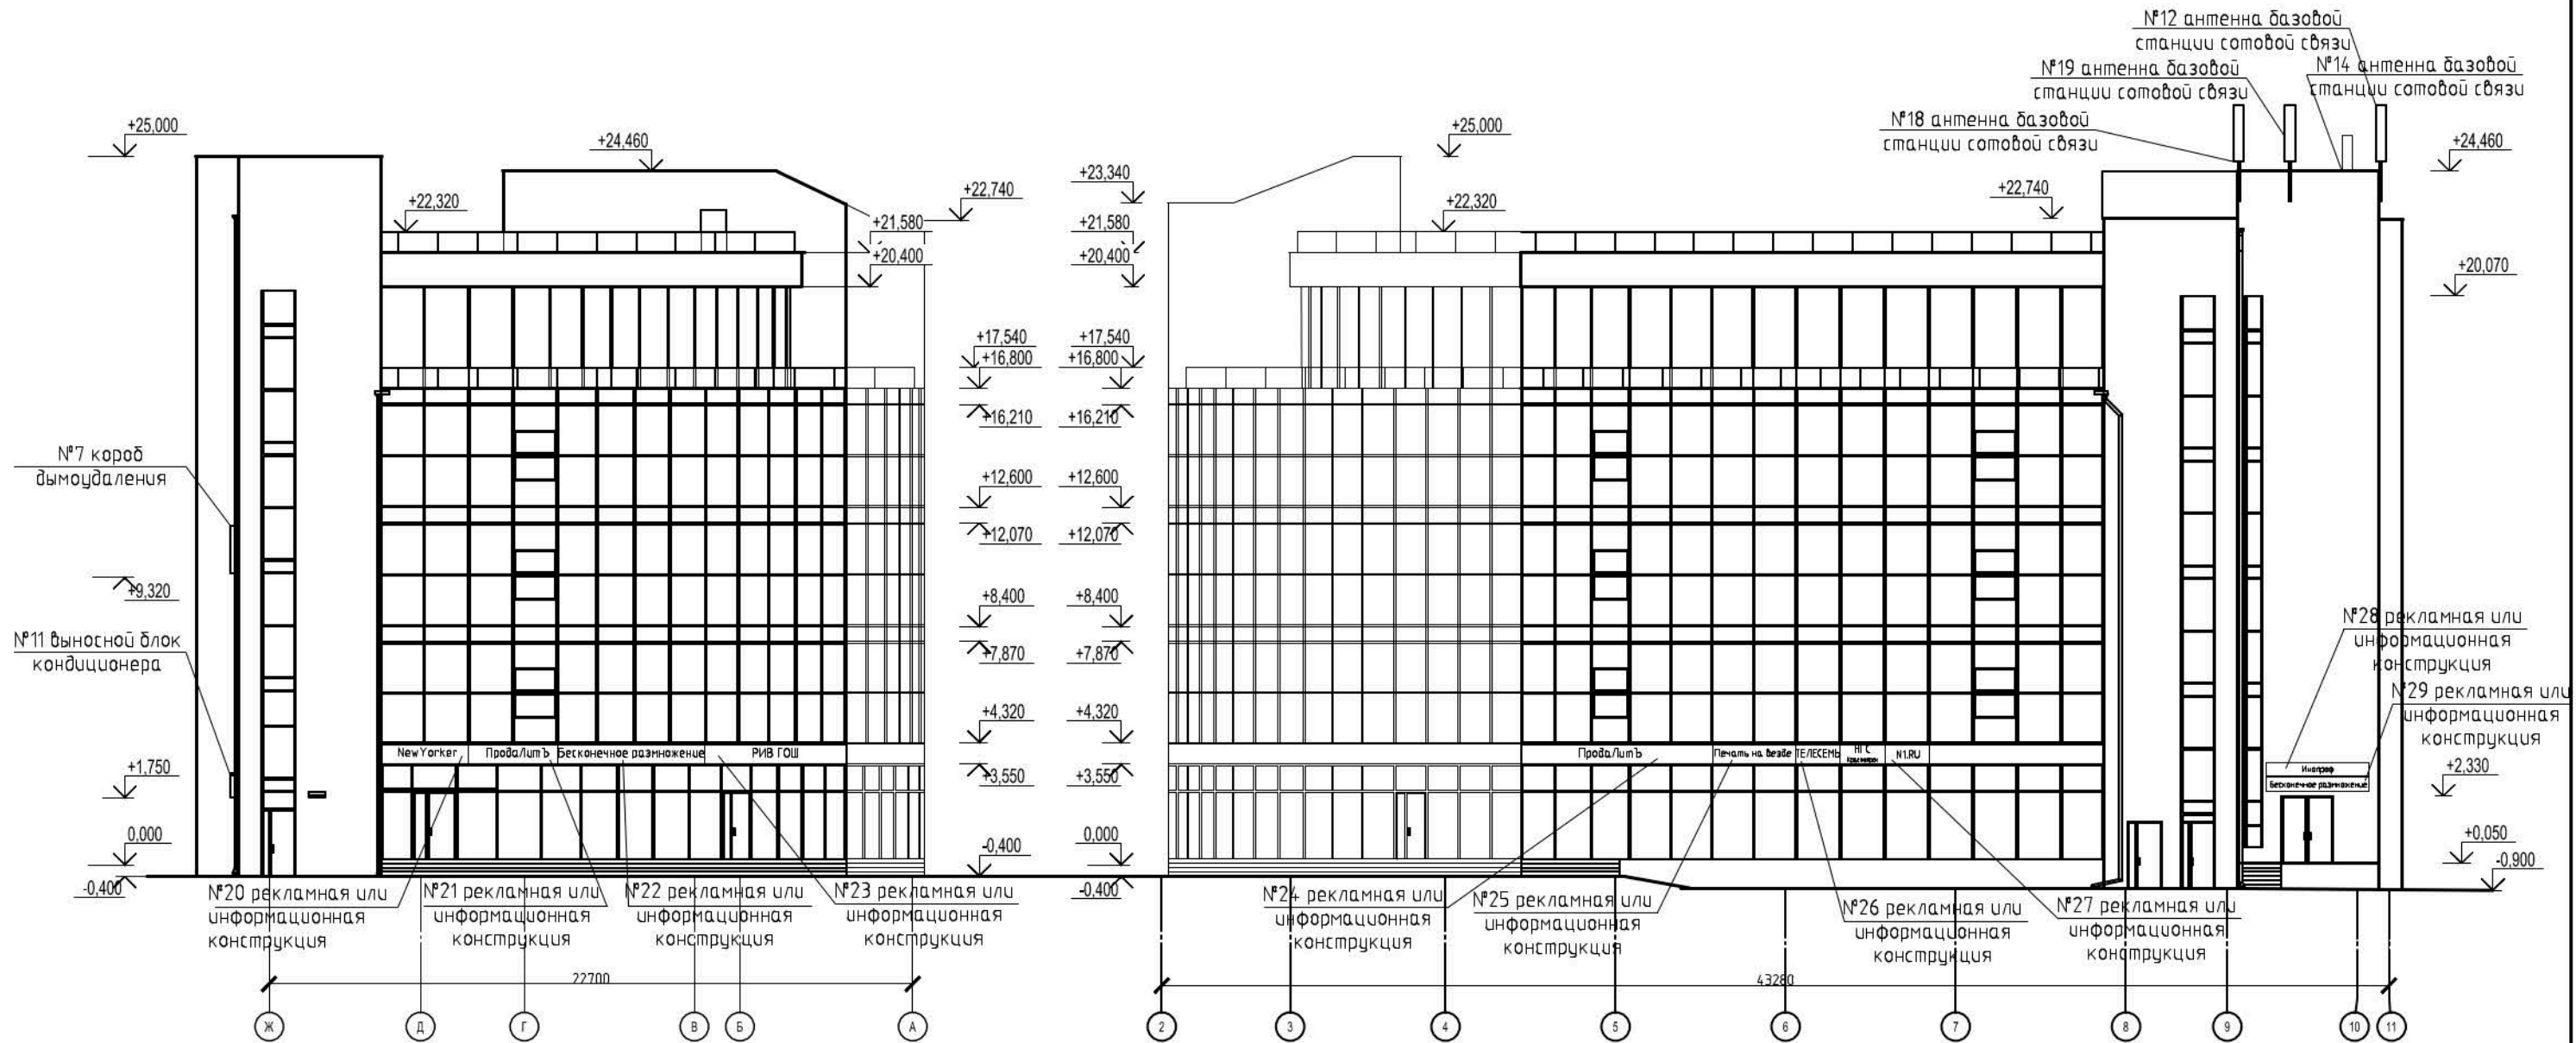 №12 антенна базовой
станции сотовой связи
№19 антенна базовой
станции сотовой связи
№14 антенна базовой
станции сотовой связи
№18 антенна базовой
станции сотовой связи
+25,000
+24,460
+22,320
+22,740
+21,580
+20,400
+17,540
+16,800
+16,210
+12,600
+12,070
+8,400
+7,870
+4,320
+3,550
-0,400
№7 короб
дымоудаления
+9,320
№11 выносной блок
кондиционера
+1,750
0,000
-0,400
NewYorker
ПродаЛитЪ
Бесконечное размножение
РИВ ГОШ
№20 рекламная или
информационная
конструкция
№21 рекламная или
информационная
конструкция
№22 рекламная или
информационная
конструкция
№23 рекламная или
информационная
конструкция
22700
Ж
Д
Г
В
Б
А
+25,000
+23,340
+22,320
+21,580
+20,400
+17,540
+16,800
+16,210
+12,600
+12,070
+8,400
+7,870
+4,320
+3,550
0,000
-0,400
+22,740
+24,460
+20,070
№28 рекламная или
информационная
конструкция
№29 рекламная или
информационная
конструкция
+2,330
+0,050
-0,900
ПродаЛитЪ
Печать на везде
ТЕЛЕСЕМЬ
НГС
N1.RU
Бесконечное размножение
№24 рекламная или
информационная
конструкция
№25 рекламная или
информационная
конструкция
№26 рекламная или
информационная
конструкция
№27 рекламная или
информационная
конструкция
43280
2
3
4
5
6
7
8
9
10
11